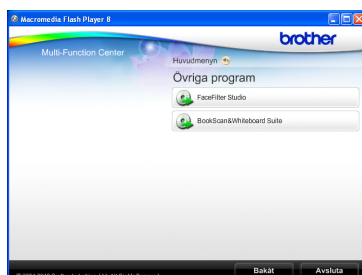 Macromedia Flash Player 8
brother
Multi-Function Center
Huvudmenyn
Övriga program
FaceFilter Studio
BookScan&Whiteboard Suite
Bakåt
Avsluta